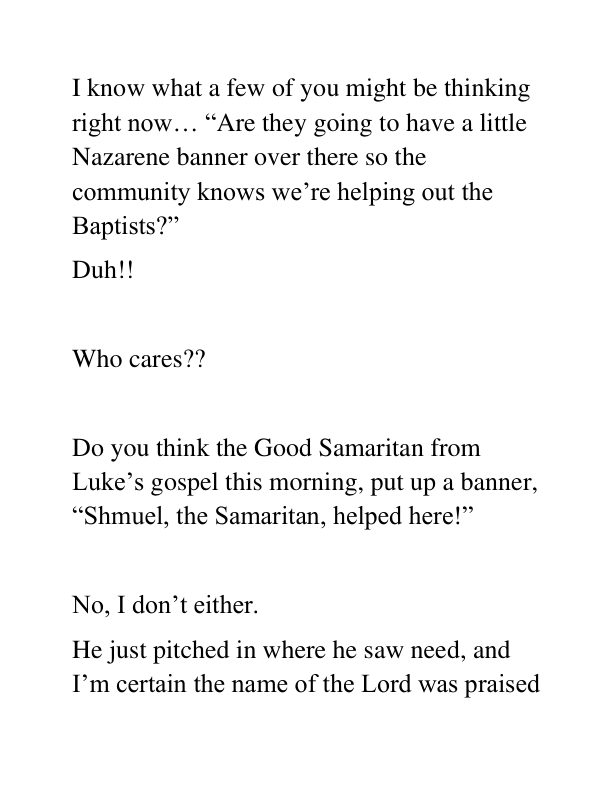 I know what a few of you might be thinking
right now… “Are they going to have a little
Nazarene banner over there so the
community knows we’re helping out the
Baptists?”
Duh!!
Who cares??
Do you think the Good Samaritan from
Luke’s gospel this morning, put up a banner,
“Shmuel, the Samaritan, helped here!”
No, I don’t either.
He just pitched in where he saw need, and
I’m certain the name of the Lord was praised